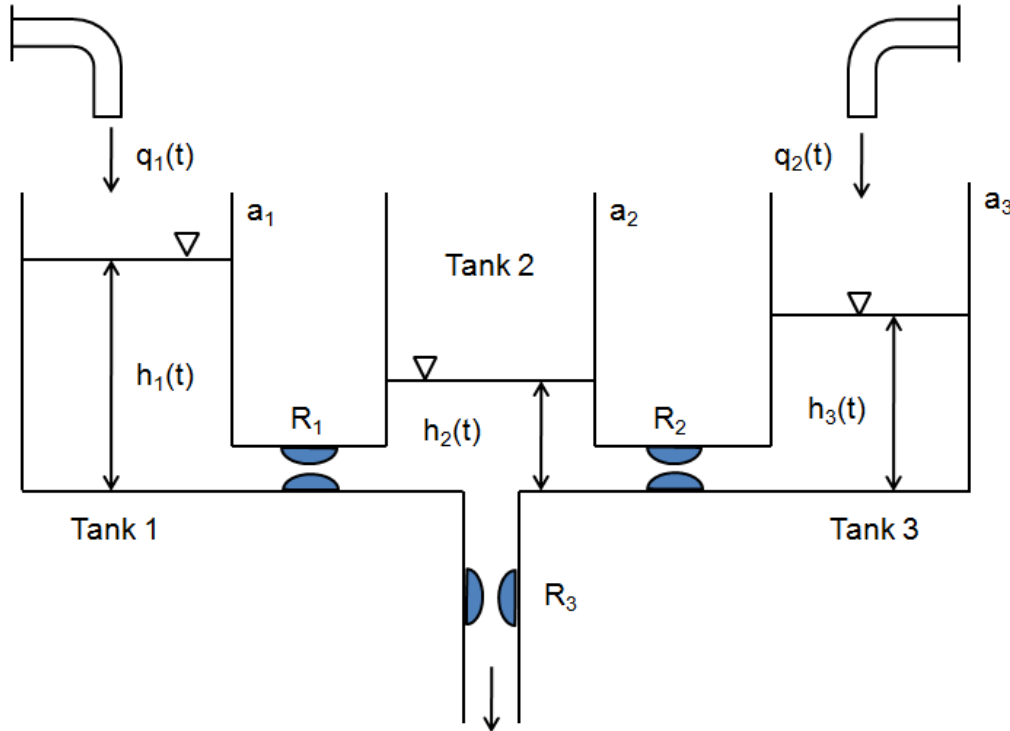 q₁(t)
q₂(t)
a₁
a₂
a₃
Tank 2
h₁(t)
R₁
h₂(t)
R₂
h₃(t)
Tank 1
Tank 3
R₃